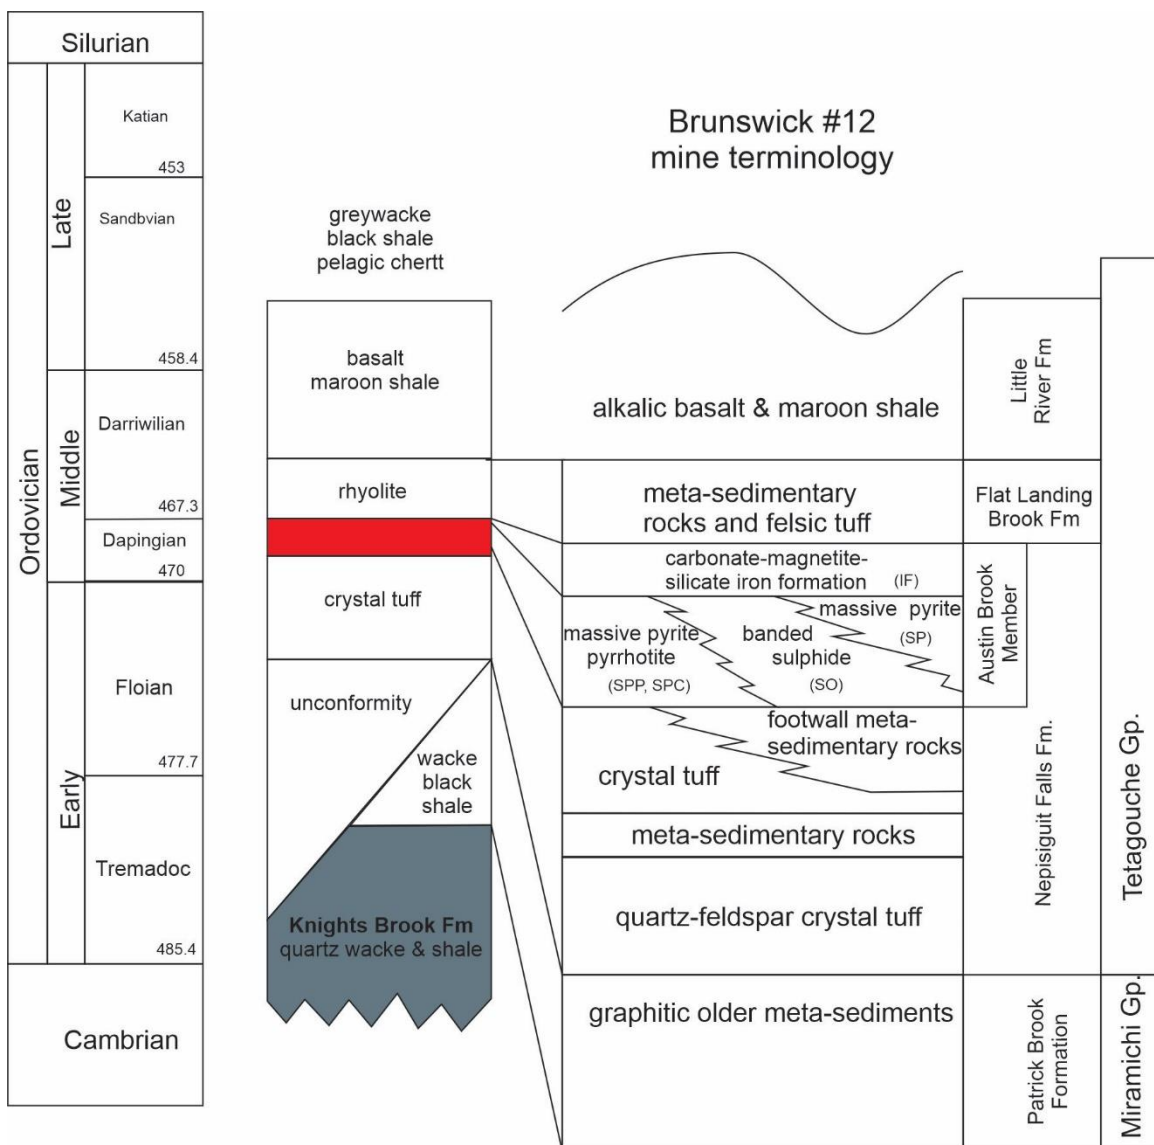 Silurian
Ordovician
Late
Katian
453
Sandbvian
458.4
Middle
Darriwilian
467.3
Dapingian
470
Early
Floian
477.7
Tremadoc
485.4
Cambrian
greywacke
black shale
pelagic chertt
basalt
maroon shale
rhyolite
crystal tuff
unconformity
wacke
black
shale
Knights Brook Fm
quartz wacke & shale
Brunswick #12
mine terminology
alkalic basalt & maroon shale
meta-sedimentary
rocks and felsic tuff
carbonate-magnetite-
silicate iron formation (IF)
massive pyrite
pyrrhotite
(SPP, SPC)
banded
sulphide
(SO)
massive pyrite
(SP)
footwall meta-
sedimentary rocks
crystal tuff
meta-sedimentary rocks
quartz-feldspar crystal tuff
graphitic older meta-sediments
Little
River Fm
Flat Landing
Brook Fm
Austin Brook
Member
Nepisiguit Falls Fm.
Patrick Brook
Formation
Tetagouche Gp.
Miramichi Gp.